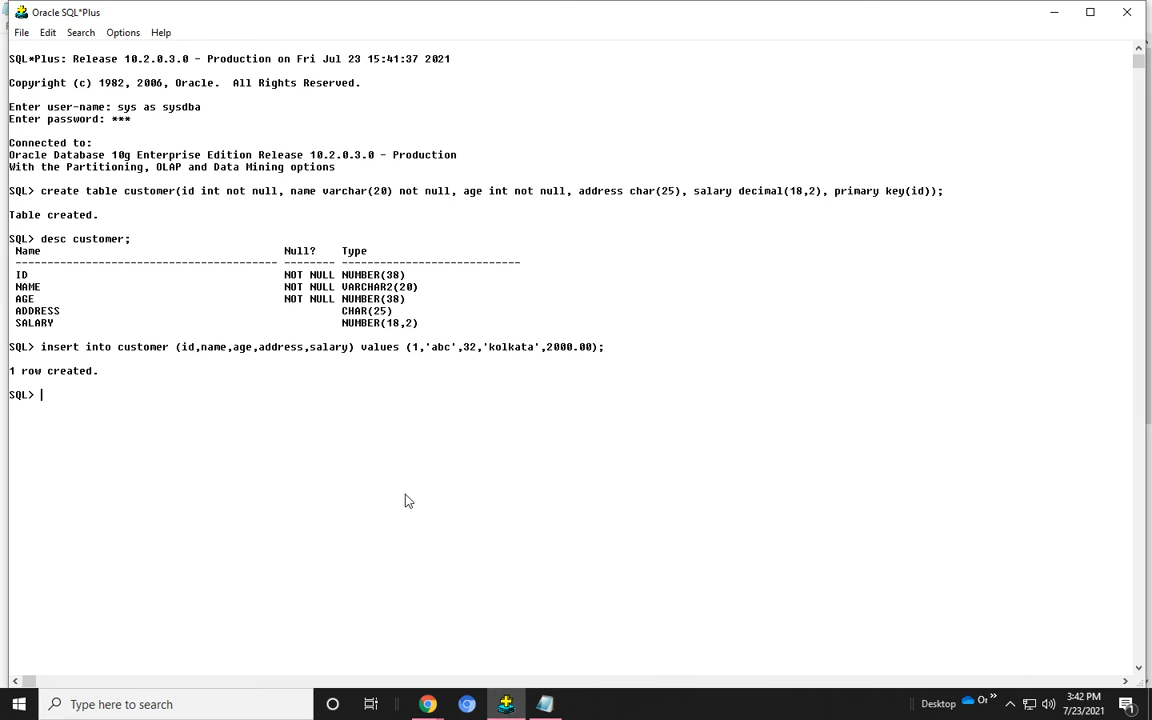 Oracle SQL*Plus
File Edit Search Options Help
SQL*Plus: Release 10.2.0.3.0 - Production on Fri Jul 23 15:41:37 2021
Copyright (c) 1982, 2006, Oracle.  All Rights Reserved.
Enter user-name: sys as sysdba
Enter password: ***
Connected to:
Oracle Database 10g Enterprise Edition Release 10.2.0.3.0 - Production
With the Partitioning, OLAP and Data Mining options
SQL> create table customer(id int not null, name varchar(20) not null, age int not null, address char(25), salary decimal(18,2), primary key(id));
Table created.
SQL> desc customer;
Name Null? Type
----------------------------------------- -------- ----------------------------
ID NOT NULL NUMBER(38)
NAME NOT NULL VARCHAR2(20)
AGE NOT NULL NUMBER(38)
ADDRESS CHAR(25)
SALARY NUMBER(18,2)
SQL> insert into customer (id,name,age,address,salary) values (1,'abc',32,'kolkata',2000.00);
1 row created.
SQL>
Type here to search
Desktop
Or
3:42 PM
7/23/2021
1